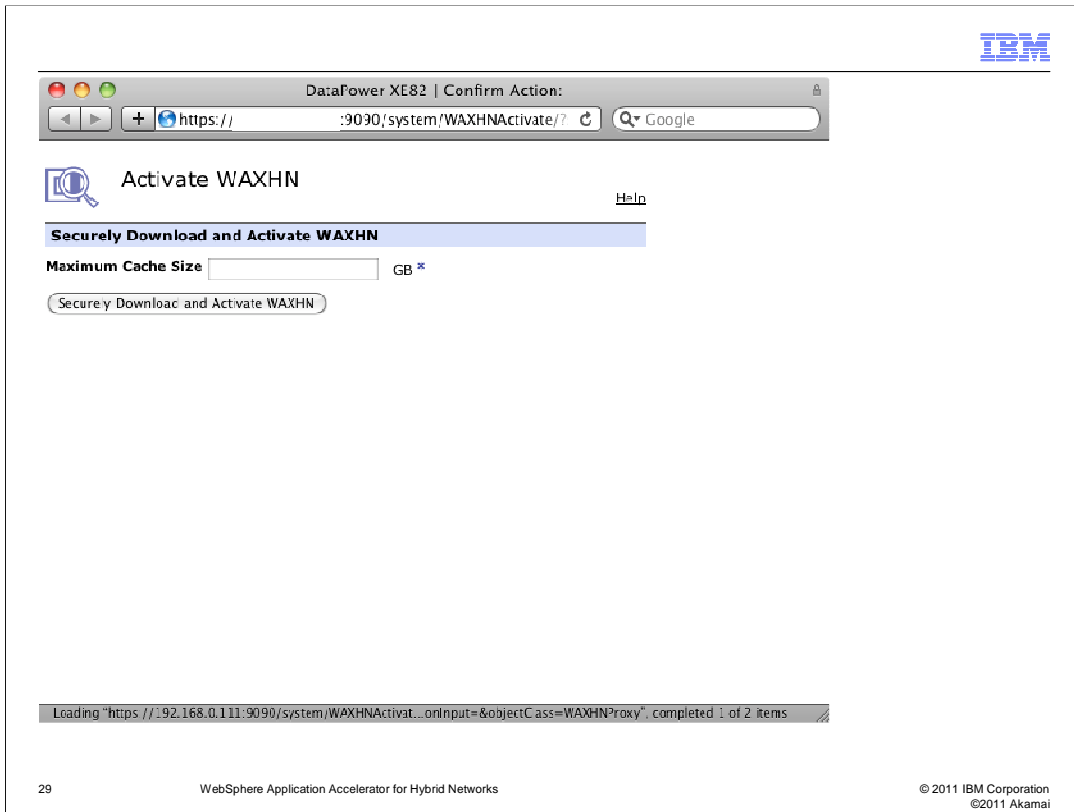 IBM
DataPower XE82 | Confirm Action:
+ https:// :9090/system/WAXHNActivate/? Google
Activate WAXHN
Help
Securely Download and Activate WAXHN
Maximum Cache Size GB *
Securely Download and Activate WAXHN
Loading "https://192.168.0.111:9090/system/WAXHNActivat...onInput=&objectClass=WAXHNProxy", completed 1 of 2 items
29 WebSphere Application Accelerator for Hybrid Networks © 2011 IBM Corporation
©2011 Akamai